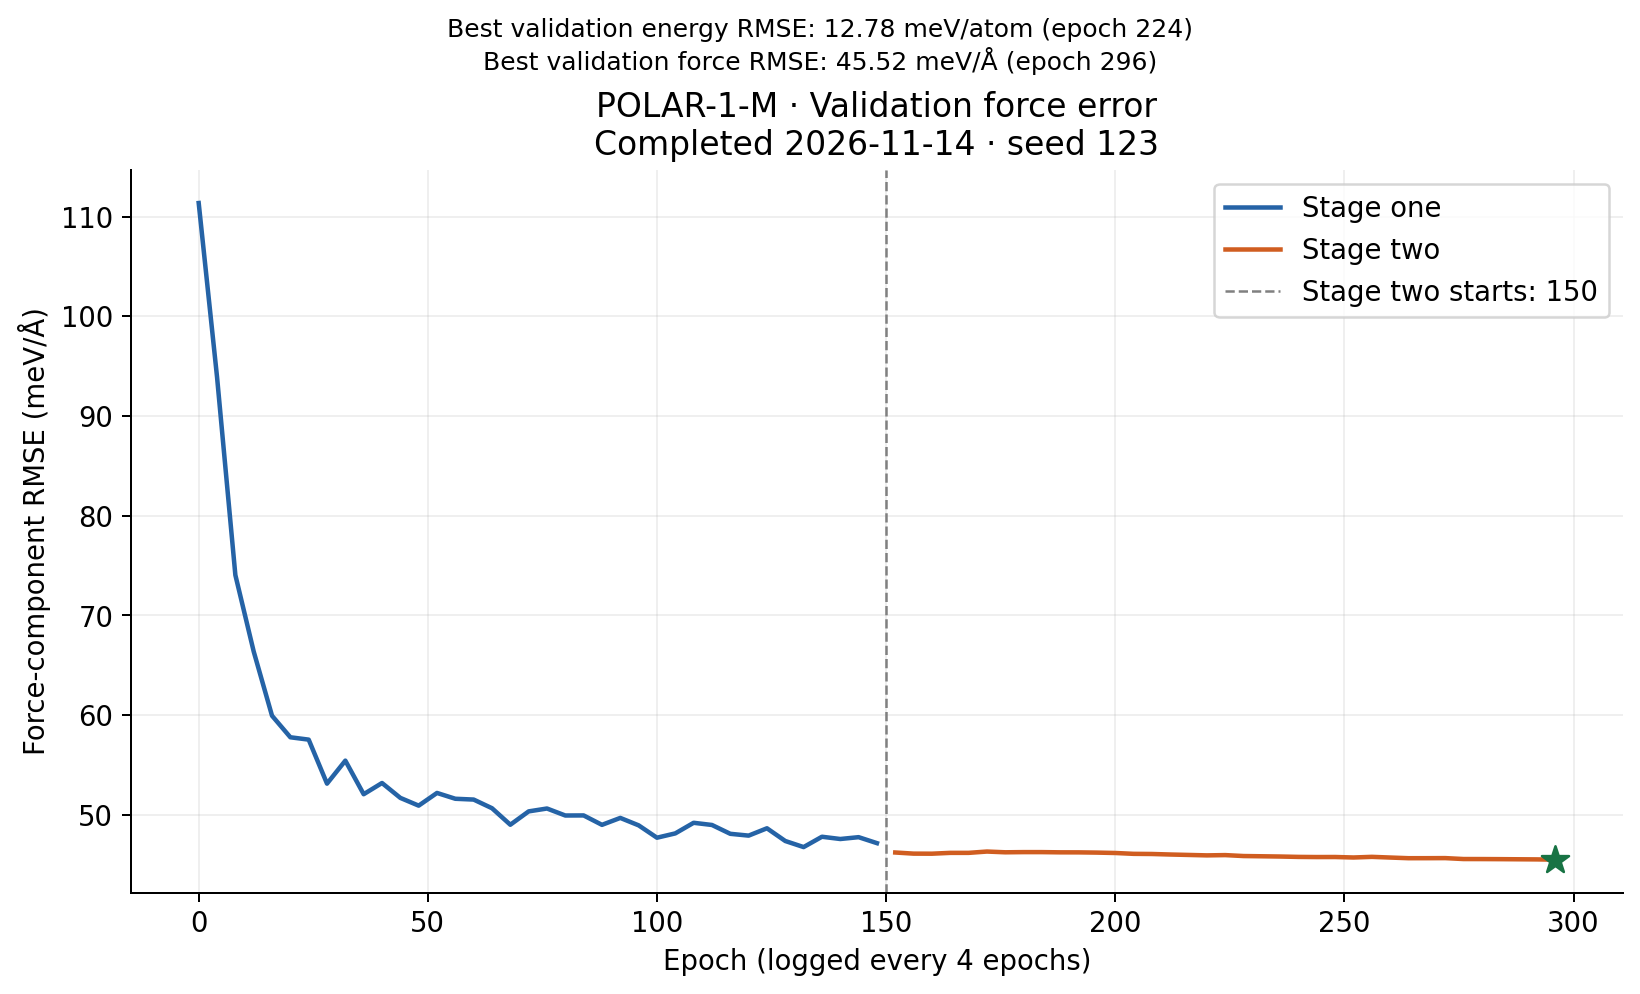 Best validation energy RMSE: 12.78 meV/atom (epoch 224)
Best validation force RMSE: 45.52 meV/Å (epoch 296)
POLAR-1-M · Validation force error
Completed 2026-11-14 · seed 123
Stage one
Stage two
Stage two starts: 150
Force-component RMSE (meV/Å)
110
100
90
80
70
60
50
0
50
100
150
200
250
300
Epoch (logged every 4 epochs)